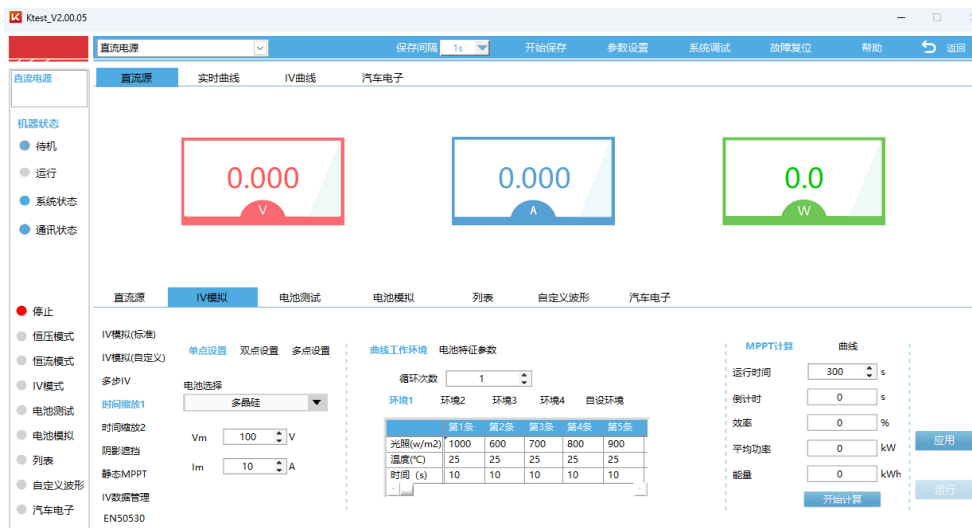 Ktest_V2.00.05
直流电源 保存间隔 1s 开始保存 参数设置 系统调试 故障复位 帮助 返回
直流电源
直流源 实时曲线 IV曲线 汽车电子
机器状态
待机
运行
系统状态
通讯状态
0.000
V
0.000
A
0.0
W
直流源 IV模拟 电池测试 电池模拟 列表 自定义波形 汽车电子
停止
恒压模式
恒流模式
IV模式
电池测试
电池模拟
列表
自定义波形
汽车电子
IV模拟(标准)
IV模拟(自定义)
多步IV
时间缩放1
时间缩放2
阴影遮挡
静态MPPT
IV数据管理
EN50530
单点设置 双点设置 多点设置
电池选择
多晶硅
Vm 100 V
Im 10 A
曲线工作环境 电池特征参数
循环次数 1
环境1 环境2 环境3 环境4 自设环境
第1条 第2条 第3条 第4条 第5条
光照(w/m2) 1000 600 700 800 900
温度(℃) 25 25 25 25 25
时间（s) 10 10 10 10 10
MPPT计算 曲线
运行时间 300 s
倒计时 0 s
效率 0 %
平均功率 0 kW
能量 0 kWh
开始计算
应用
运行